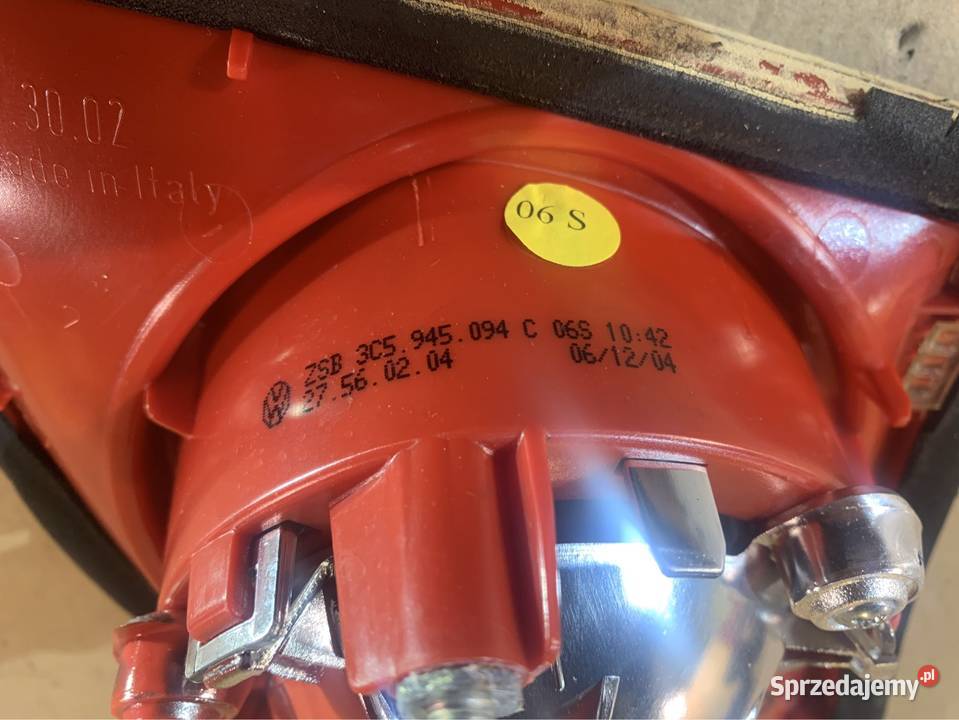 30.02
Made in Italy
06 S
ZSB 3C5.945.094 C 06S 10:42
27.56.02.04 06/12/04
Sprzedajemy.pl